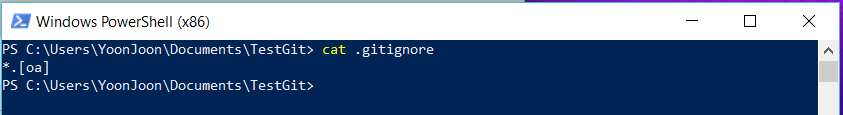 Windows PowerShell (x86)
PS C:\Users\YoonJoon\Documents\TestGit> cat .gitignore
*.[oa]
PS C:\Users\YoonJoon\Documents\TestGit>